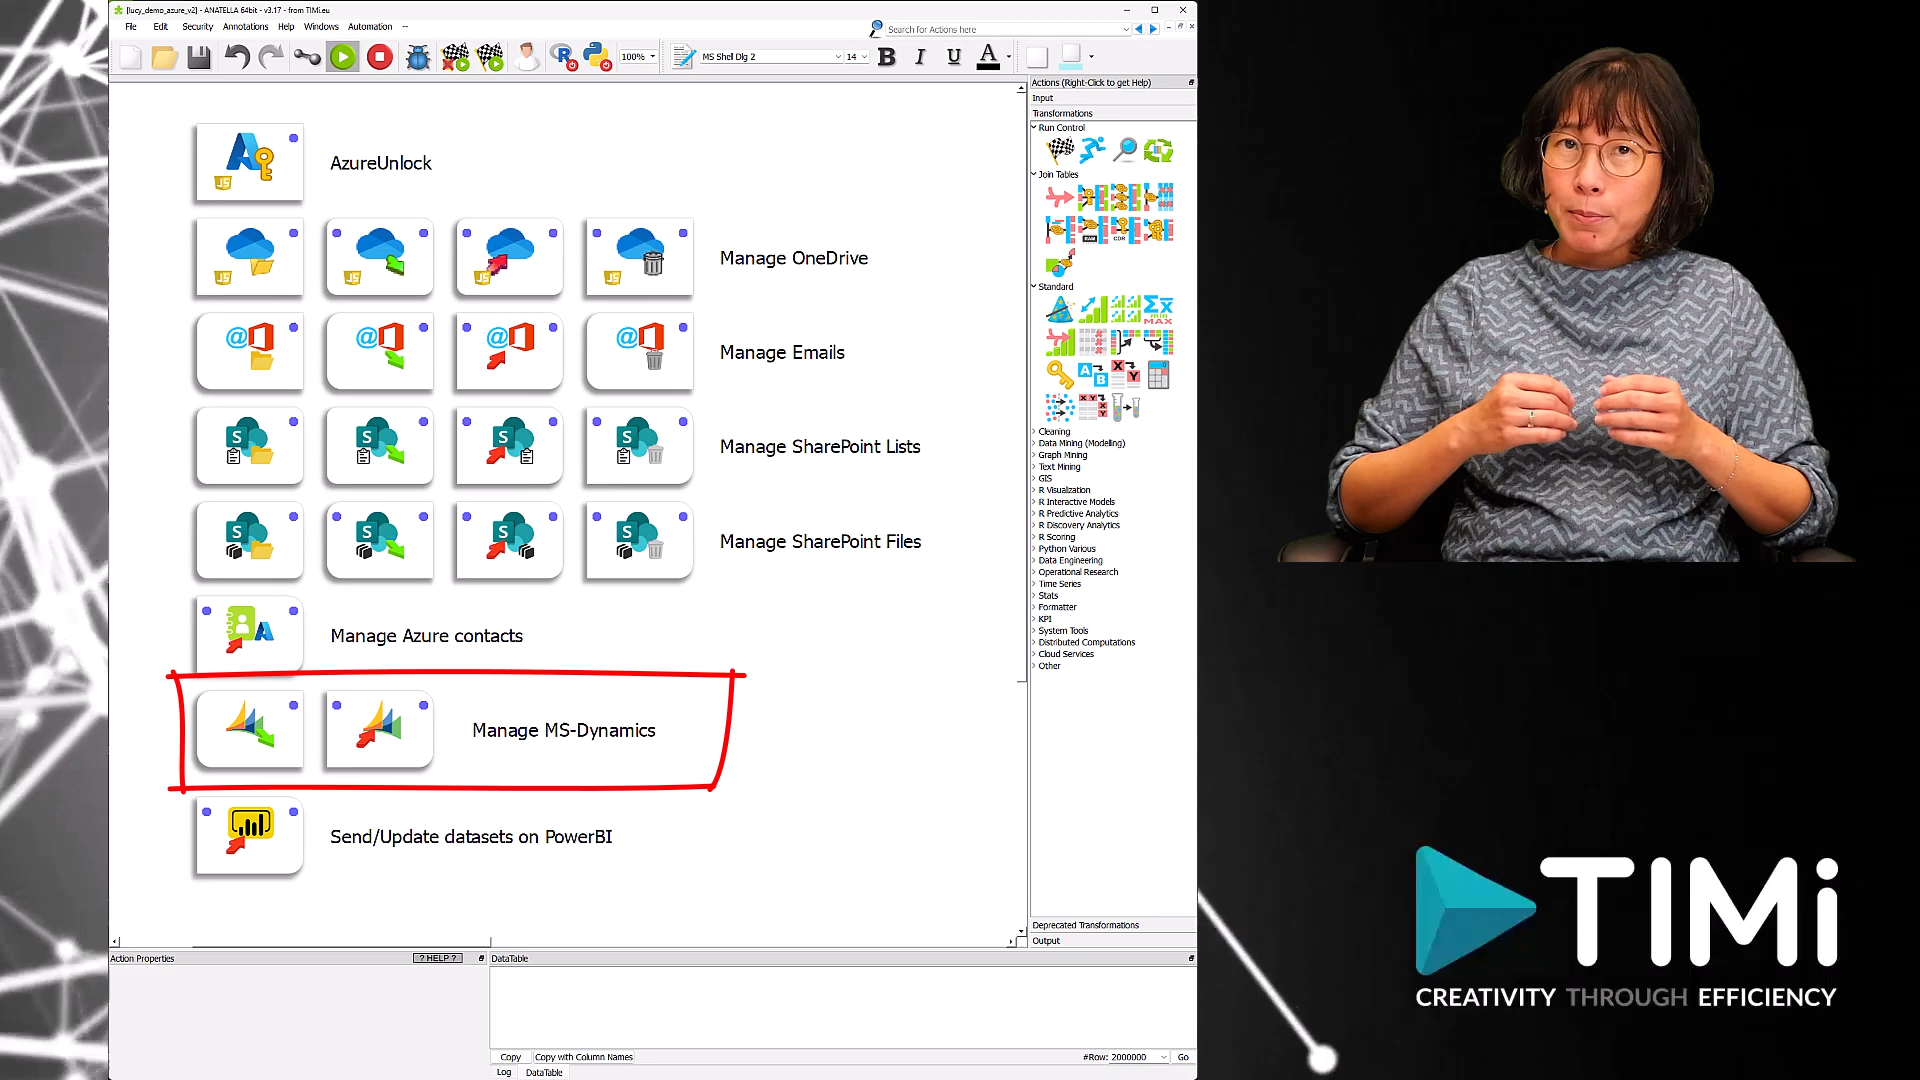 [lucy_demo_azure_v2] - ANATELLA 64bit - v3.17 - from TIMi.eu
File Edit Security Annotations Help Windows Automation
Search for Actions here
100% MS Shell Dlg 2 14 B I U A
Actions (Right-Click to get Help)
Input
Transformations
Run Control
Join Tables
RAW CDR
Standard
MAX
Cleaning
Data Mining (Modeling)
Graph Mining
Text Mining
GIS
R Visualization
R Interactive Models
R Predictive Analytics
R Discovery Analytics
R Scoring
Python Various
Data Engineering
Operational Research
Time Series
Stats
Formatter
KPI
System Tools
Distributed Computations
Cloud Services
Other
Deprecated Transformations
Output
AzureUnlock
Manage OneDrive
Manage Emails
Manage SharePoint Lists
Manage SharePoint Files
Manage Azure contacts
Manage MS-Dynamics
Send/Update datasets on PowerBI
Action Properties ? HELP ? DataTable
Copy Copy with Column Names #Row: 2000000 Go
Log DataTable
TIMi
CREATIVITY THROUGH EFFICIENCY